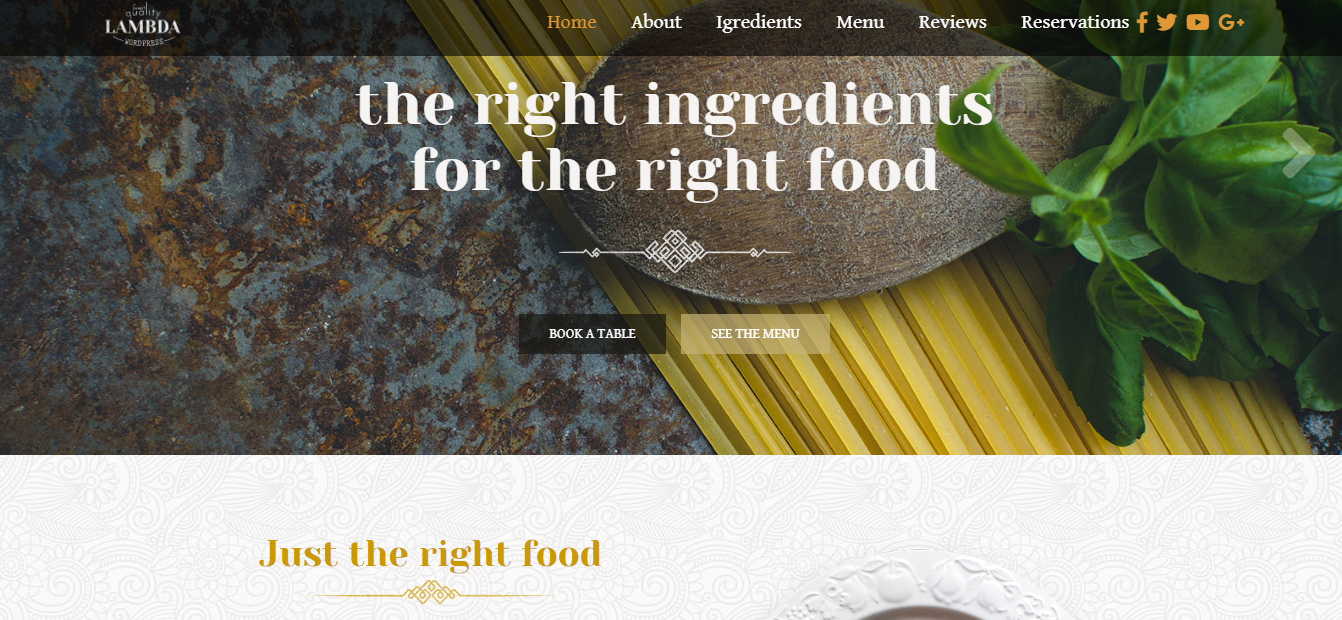 quality
LAMBDA
WORDPRESS
Home About Igredients Menu Reviews Reservations
the right ingredients
for the right food
BOOK A TABLE SEE THE MENU
Just the right food